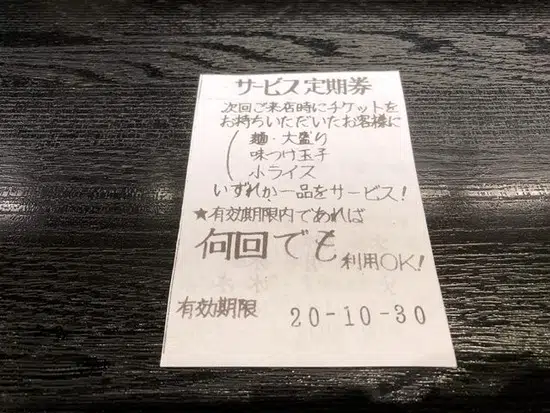 サービス定期券
次回ご来店時にチケットを
お持ちいただいたお客様に
麺・大盛り
味つけ玉子
小ライス
いずれか一品をサービス!
★有効期限内であれば
何回でも利用OK!
有効期限 20-10-30